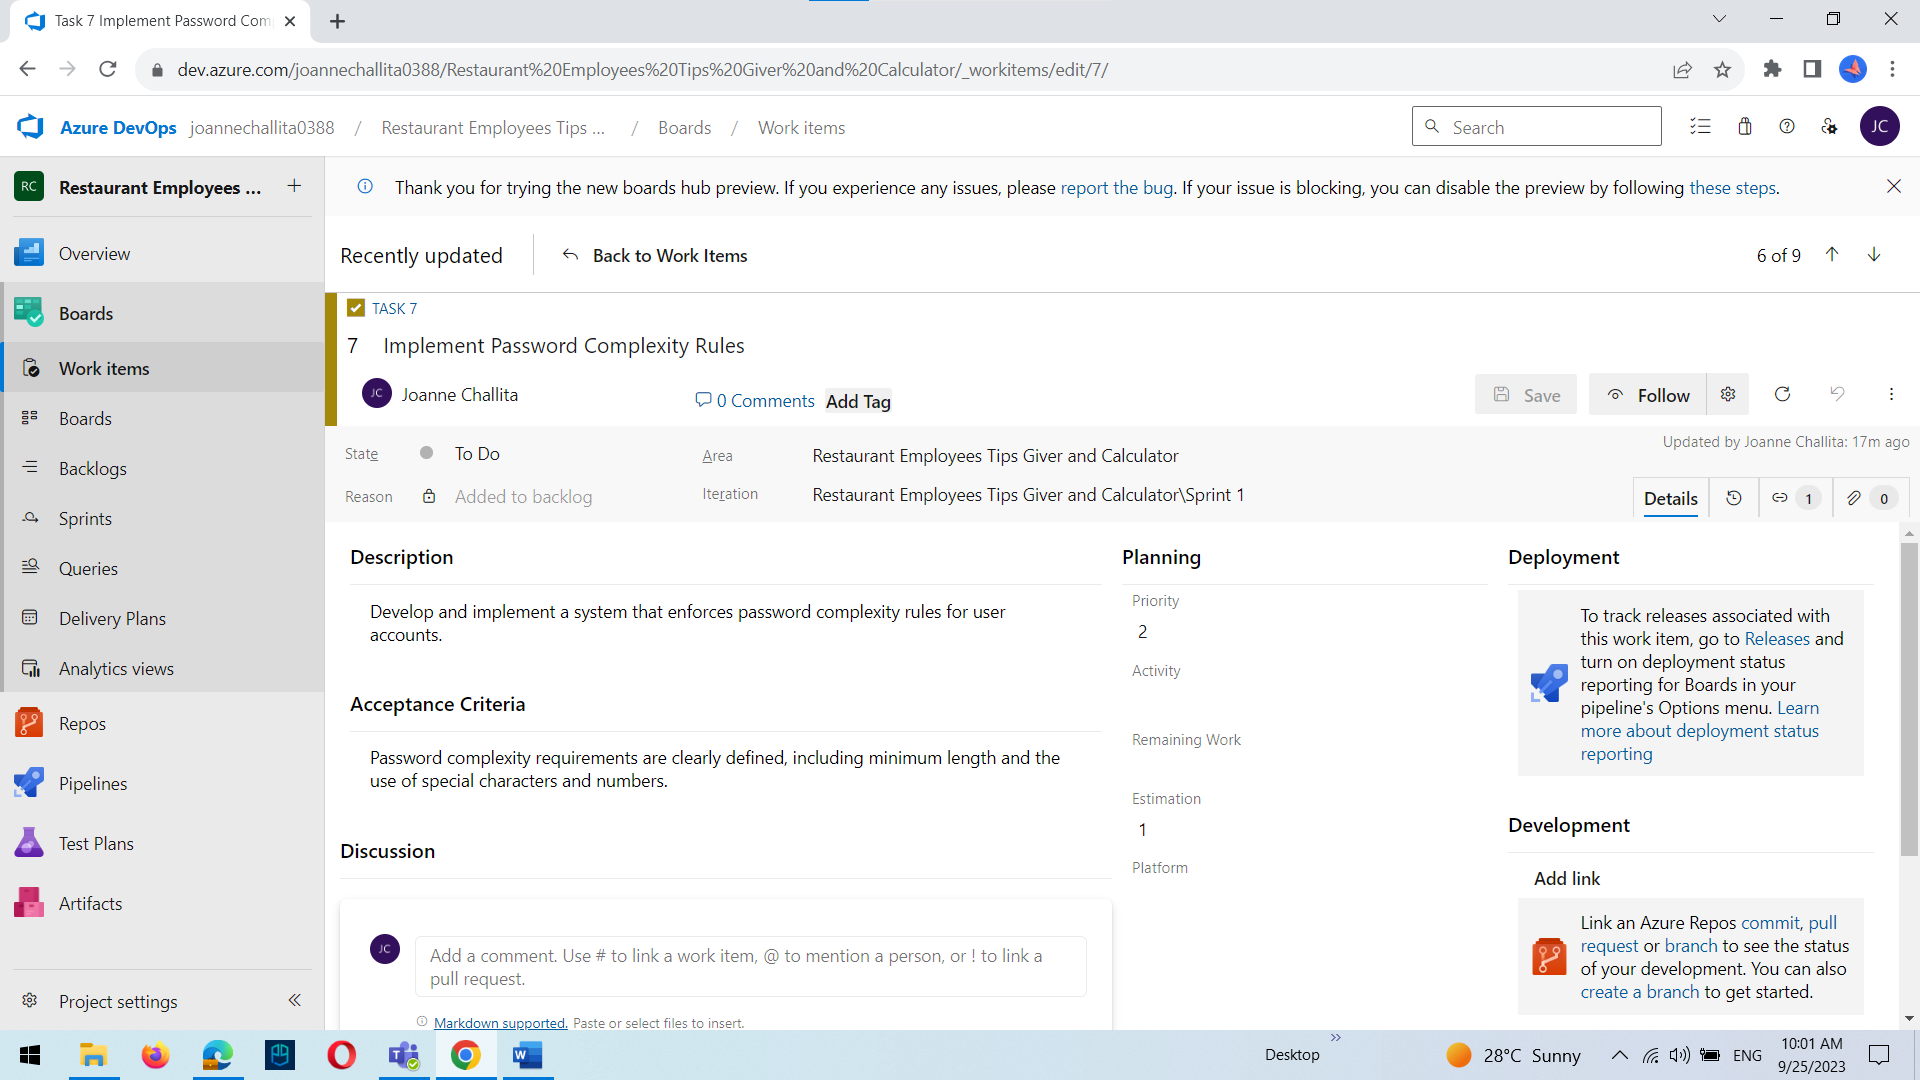 Task 7 Implement Password Com
dev.azure.com/joannechallita0388/Restaurant%20Employees%20Tips%20Giver%20and%20Calculator/_workitems/edit/7/
Azure DevOps joannechallita0388 / Restaurant Employees Tips ... / Boards / Work items
Search
JC
RC Restaurant Employees ... +
Thank you for trying the new boards hub preview. If you experience any issues, please report the bug. If your issue is blocking, you can disable the preview by following these steps.
Overview
Boards
Work items
Boards
Backlogs
Sprints
Queries
Delivery Plans
Analytics views
Repos
Pipelines
Test Plans
Artifacts
Project settings
Recently updated
Back to Work Items
6 of 9
TASK 7
7 Implement Password Complexity Rules
JC Joanne Challita
0 Comments
Add Tag
Save
Follow
State To Do
Area Restaurant Employees Tips Giver and Calculator
Updated by Joanne Challita: 17m ago
Reason Added to backlog
Iteration Restaurant Employees Tips Giver and Calculator\Sprint 1
Details
1
0
Description
Develop and implement a system that enforces password complexity rules for user
accounts.
Acceptance Criteria
Password complexity requirements are clearly defined, including minimum length and the
use of special characters and numbers.
Discussion
JC
Add a comment. Use # to link a work item, @ to mention a person, or ! to link a
pull request.
Markdown supported. Paste or select files to insert.
Planning
Priority
2
Activity
Remaining Work
Estimation
1
Platform
Deployment
To track releases associated with
this work item, go to Releases and
turn on deployment status
reporting for Boards in your
pipeline's Options menu. Learn
more about deployment status
reporting
Development
Add link
Link an Azure Repos commit, pull
request or branch to see the status
of your development. You can also
create a branch to get started.
Desktop
28°C Sunny
ENG
10:01 AM
9/25/2023